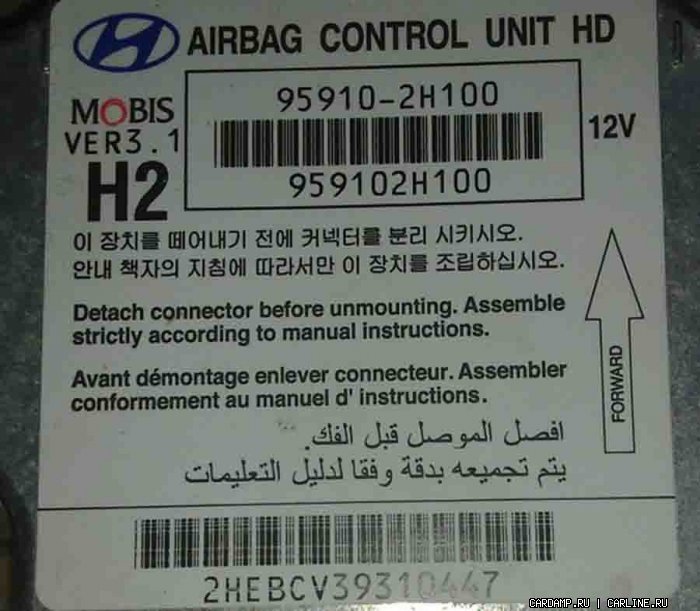 AIRBAG CONTROL UNIT HD
MOBIS
VER3.1
H2
95910-2H100
959102H100
12V
이 장치를 떼어내기 전에 커넥터를 분리 시키시오.
안내 책자의 지침에 따라서만 이 장치를 조립하십시오.
Detach connector before unmounting. Assemble
strictly according to manual instructions.
Avant démontage enlever connecteur. Assembler
conformement au manuel d' instructions.
افصل الموصل قبل الفك.
يتم تجميعه بدقة وفقا لدليل التعليمات
FORWARD
2HEBCV39310447
CARDAMP.RU | CARLINE.RU